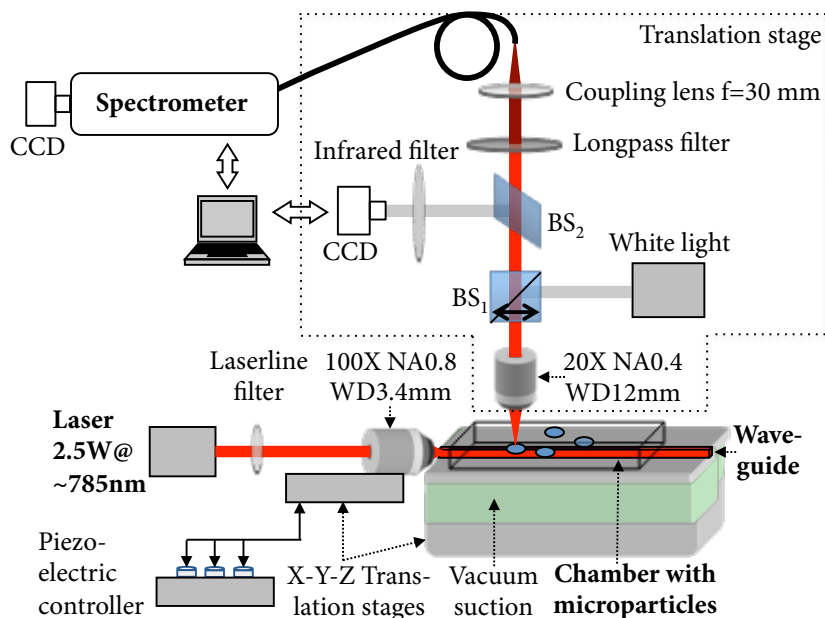 Translation stage
Spectrometer
CCD
Coupling lens f=30 mm
Longpass filter
Infrared filter
CCD
BS2
White light
BS1
Laserline
filter
100X NA0.8
WD3.4mm
20X NA0.4
WD12mm
Laser
2.5W@
~785nm
Wave-
guide
Piezo-
electric
controller
X-Y-Z Trans-
lation stages
Vacuum
suction
Chamber with
microparticles